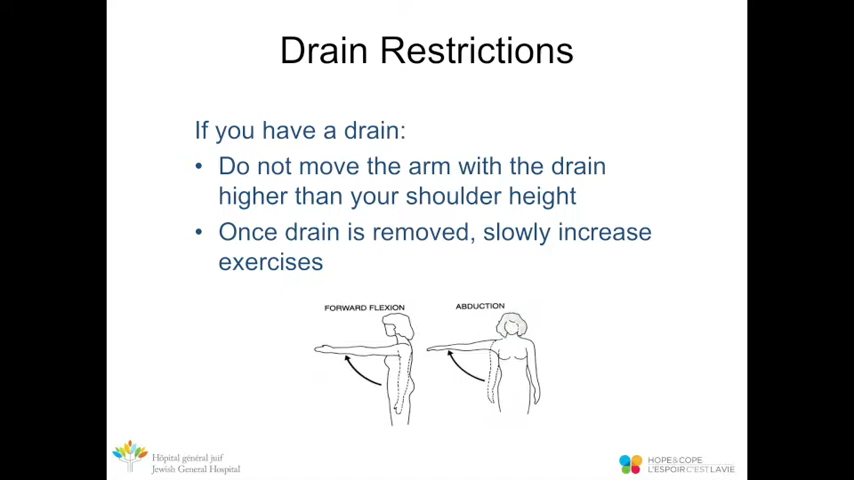 Drain Restrictions
If you have a drain:
• Do not move the arm with the drain
higher than your shoulder height
• Once drain is removed, slowly increase
exercises
FORWARD FLEXION
ABDUCTION
Hôpital général juif
Jewish General Hospital
HOPE&COPE
L'ESPOIR C'EST LA VIE